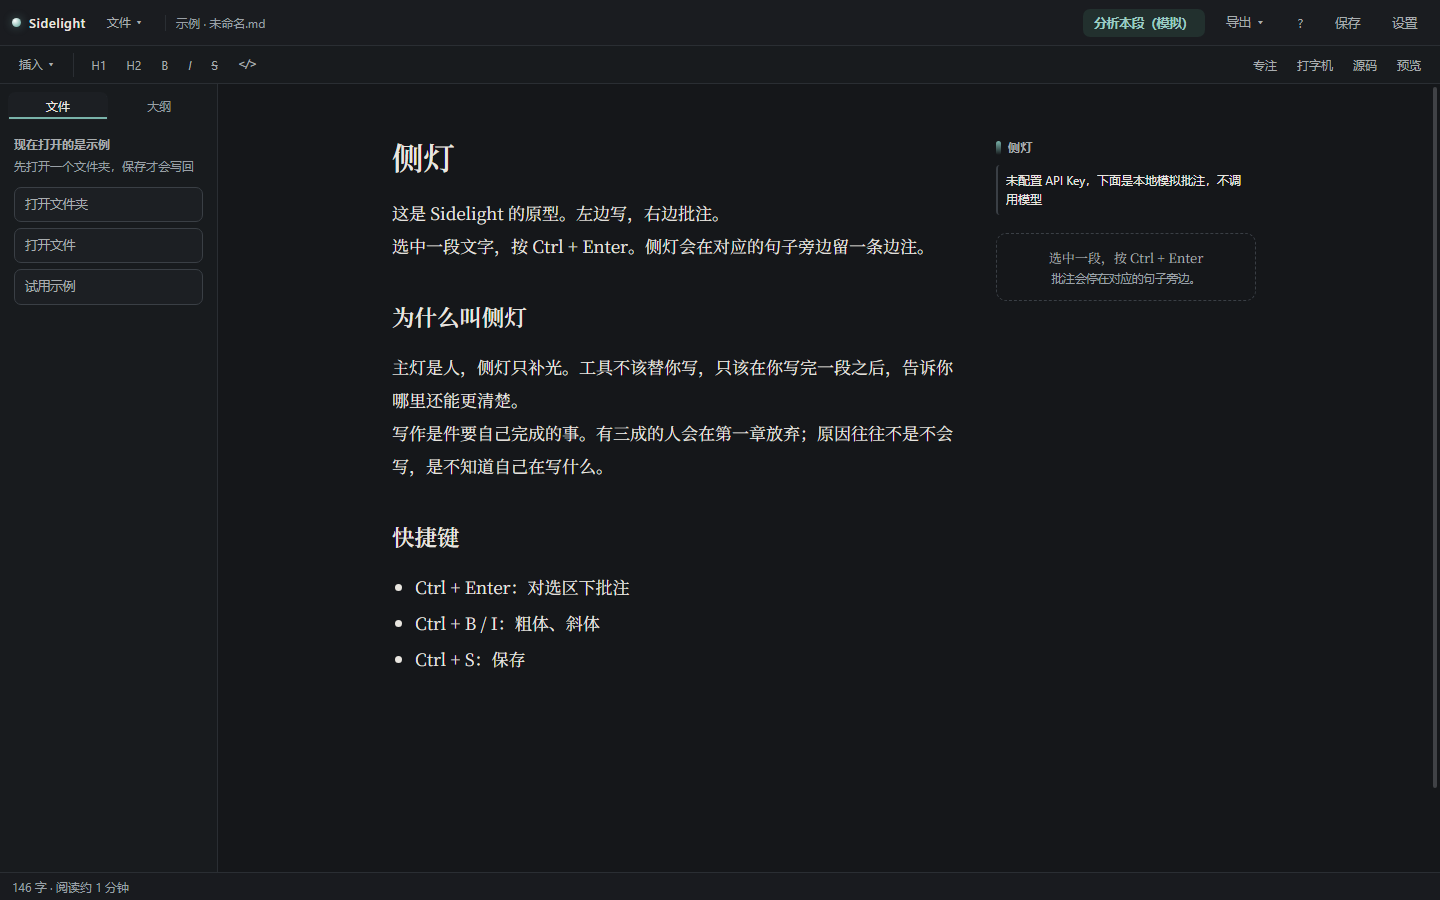 Sidelight 文件 示例 · 未命名.md 分析本段（模拟） 导出 ? 保存 设置
插入 H1 H2 B I S </> 专注 打字机 源码 预览
文件 大纲
现在打开的是示例
先打开一个文件夹，保存才会写回
打开文件夹
打开文件
试用示例
侧灯
这是 Sidelight 的原型。左边写，右边批注。
选中一段文字，按 Ctrl + Enter。侧灯会在对应的句子旁边留一条边注。
为什么叫侧灯
主灯是人，侧灯只补光。工具不该替你写，只该在你写完一段之后，告诉你
哪里还能更清楚。
写作是件要自己完成的事。有三成的人会在第一章放弃；原因往往不是不会
写，是不知道自己在写什么。
快捷键
Ctrl + Enter：对选区下批注
Ctrl + B / I：粗体、斜体
Ctrl + S：保存
侧灯
未配置 API Key，下面是本地模拟批注，不调
用模型
选中一段，按 Ctrl + Enter
批注会停在对应的句子旁边。
146 字 · 阅读约 1 分钟